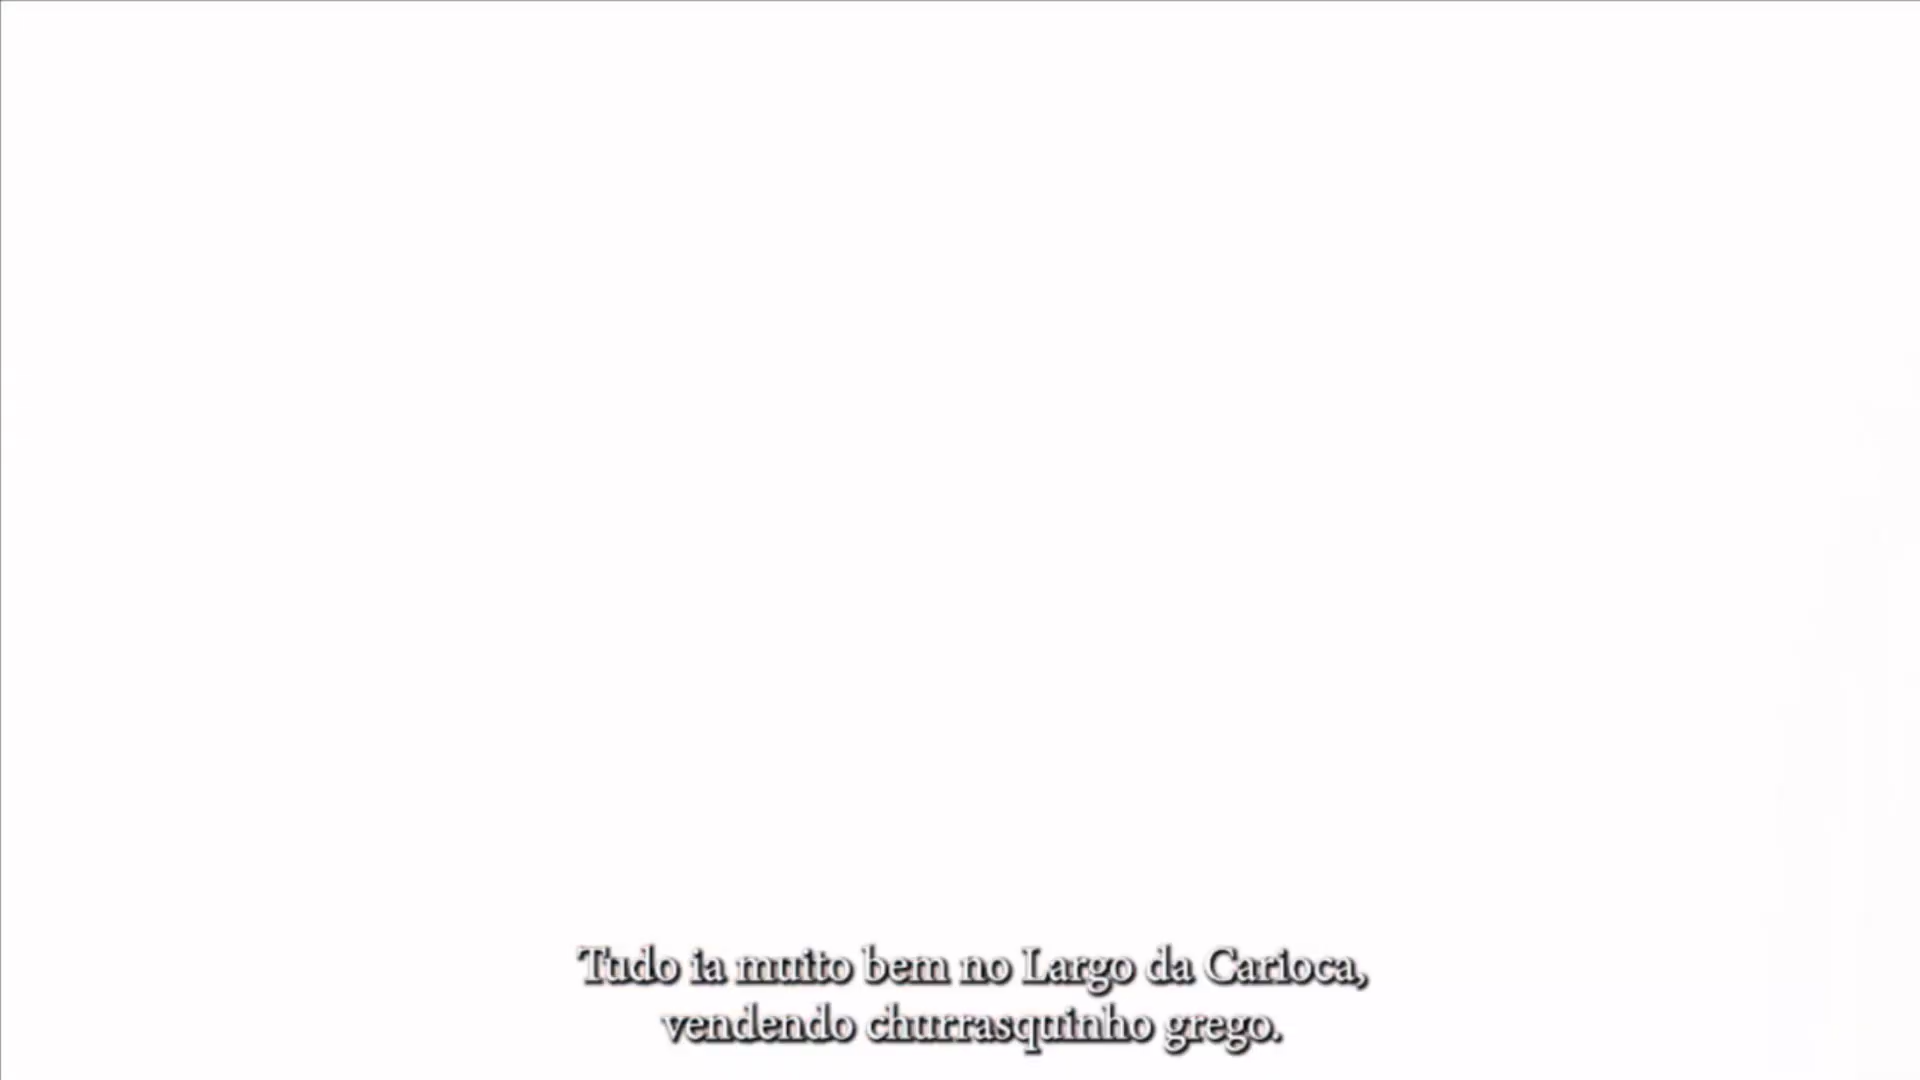 Tudo ia muito bem no Largo da Carioca,
vendendo churrasquinho grego.